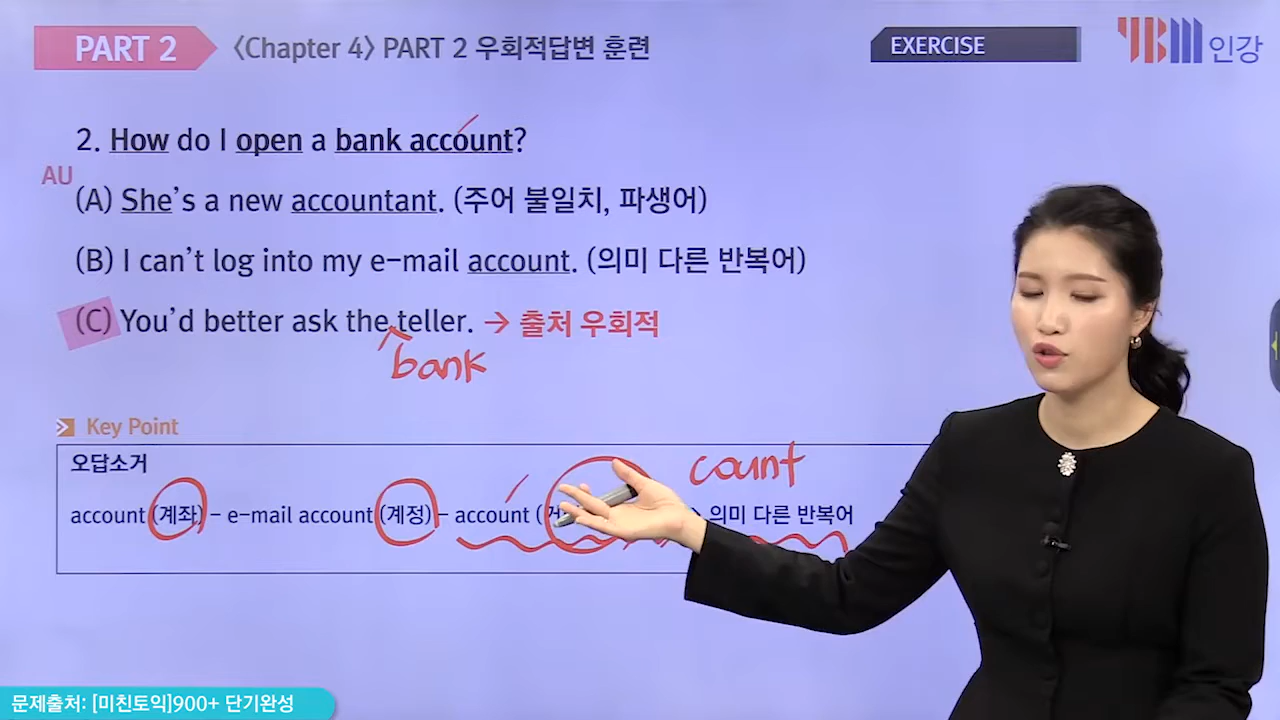 PART 2
〈Chapter 4〉 PART 2 우회적답변 훈련
EXERCISE
YBM 인강
2. How do I open a bank account?
AU
(A) She's a new accountant. (주어 불일치, 파생어)
(B) I can't log into my e-mail account. (의미 다른 반복어)
(C) You'd better ask the teller. → 출처 우회적
bank
Key Point
오답소거
count
account (계좌) - e-mail account (계정) - account ( 의미 다른 반복어
문제출처: [미친토익]900+ 단기완성